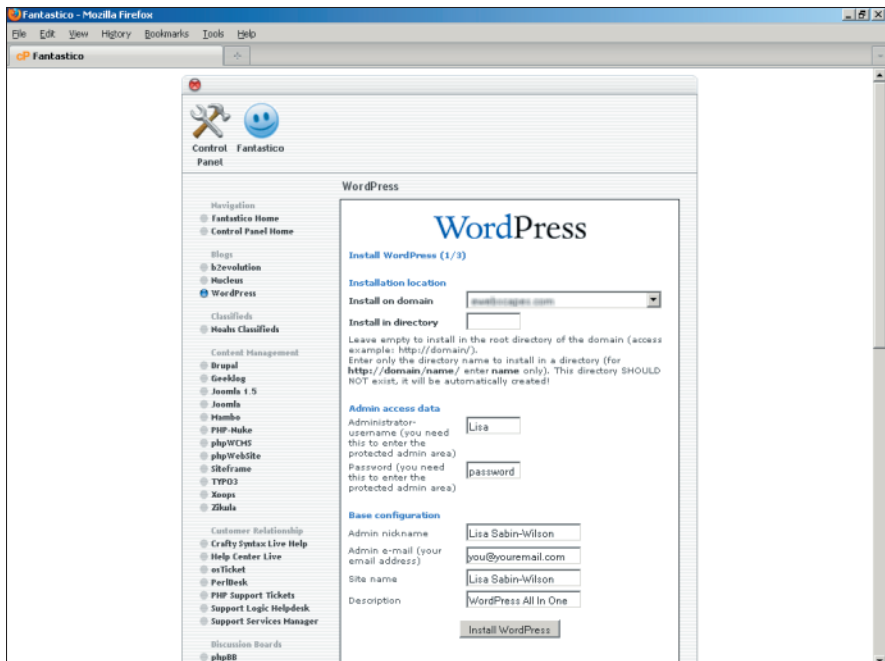 Fantastico - Mozilla Firefox
File Edit View History Bookmarks Tools Help
cP Fantastico
Control Panel
Fantastico
WordPress
Navigation
Fantastico Home
Control Panel Home
Blogs
b2evolution
Nucleus
WordPress
Classifieds
Noahs Classifieds
Content Management
Drupal
Geeklog
Joomla 1.5
Joomla
Mambo
PHP-Nuke
phpWCMS
phpWebSite
Siteframe
TYPO3
Xoops
Zikula
Customer Relationship
Crafty Syntax Live Help
Help Center Live
osTicket
PerlDesk
PHP Support Tickets
Support Logic Helpdesk
Support Services Manager
Discussion Boards
phpBB
WordPress
Install WordPress (1/3)
Installation location
Install on domain
Install in directory
Leave empty to install in the root directory of the domain (access
example: http://domain/).
Enter only the directory name to install in a directory (for
http://domain/name/ enter name only). This directory SHOULD
NOT exist, it will be automatically created!
Admin access data
Administrator-
username (you need
this to enter the
protected admin area)
Lisa
Password (you need
this to enter the
protected admin area)
password
Base configuration
Admin nickname Lisa Sabin-Wilson
Admin e-mail (your
email address)
you@youremail.com
Site name Lisa Sabin-Wilson
Description WordPress All In One
Install WordPress